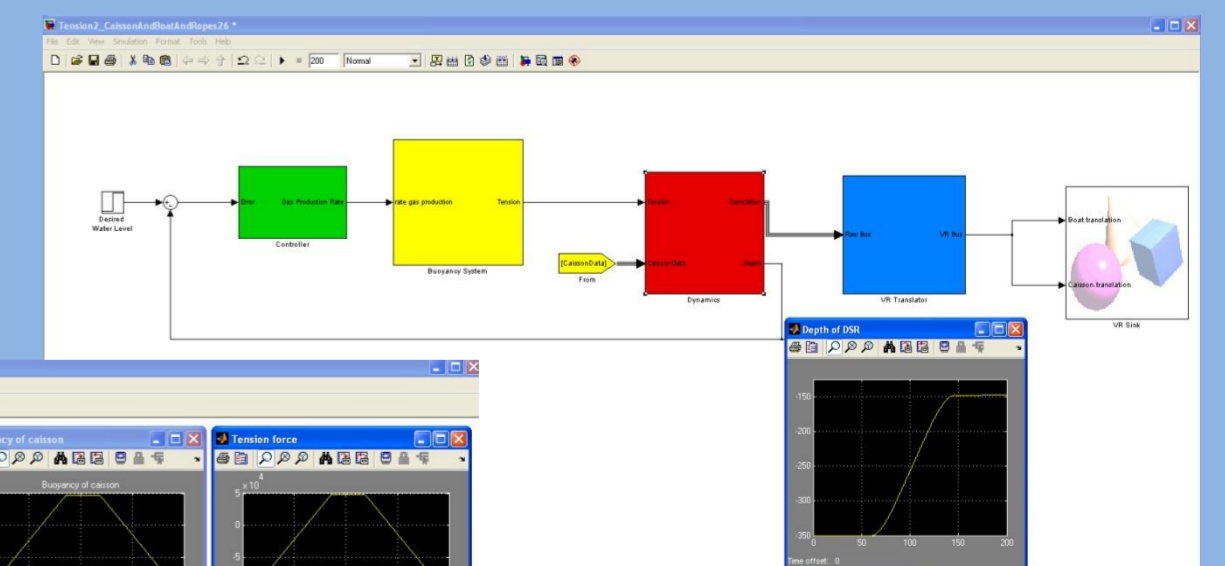 Tension2_CaissonAndBoatAndRopes26 *
File Edit View Simulation Format Tools Help
200 Normal
Desired
Water Level
Error Gas Production Rate
Controller
rate gas production Tension
Buoyancy System
[CaissonData]
From
Tension Translation
CaissonData Depth
Dynamics
Raw Bus VR Bus
VR Translator
Boat.translation
Caisson.translation
VR Sink
Depth of DSR
-150
-200
-250
-300
-350
0 50 100 150 200
Time offset: 0
ncy of caisson
Buoyancy of caisson
Tension force
x 10
4
5
0
-5